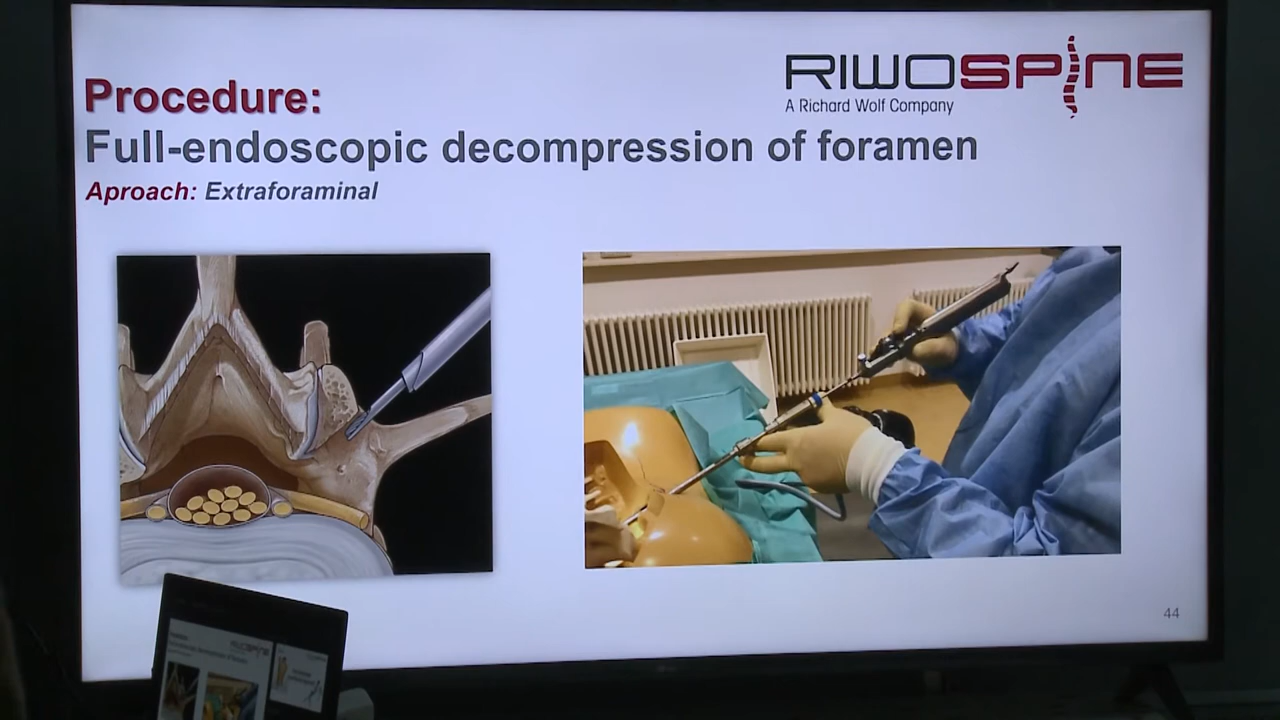 RIWOSPINE
A Richard Wolf Company
Procedure:
Full-endoscopic decompression of foramen
Aproach: Extraforaminal
44